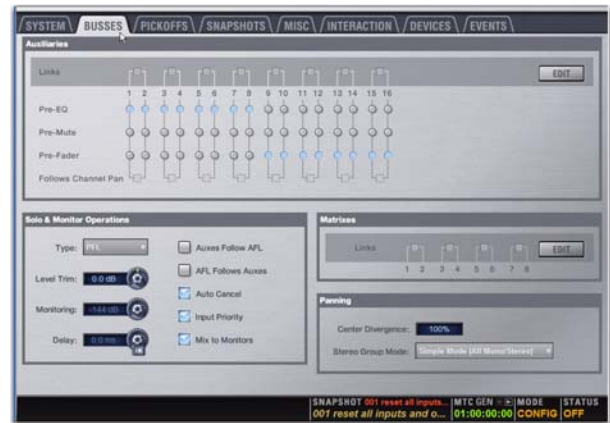 SYSTEM BUSSES PICKOFFS SNAPSHOTS MISC INTERACTION DEVICES EVENTS
Auxiliaries
Links EDIT
1 2 3 4 5 6 7 8 9 10 11 12 13 14 15 16
Pre-EQ
Pre-Mute
Pre-Fader
Follows Channel Pan
Solo & Monitor Operations
Type: PFL
Auxes Follow AFL
Level Trim: 0.0 dB
AFL Follows Auxes
Auto Cancel
Monitoring: -144 dB
Input Priority
Delay: 0.0 ms
Mix to Monitors
Matrixes
Links EDIT
1 2 3 4 5 6 7 8
Panning
Center Divergence: 100%
Stereo Group Mode: Simple Mode (All Mono/Stereo)
SNAPSHOT 001 reset all inputs... MTC GEN MODE STATUS
001 reset all inputs and o... 01:00:00:00 CONFIG OFF